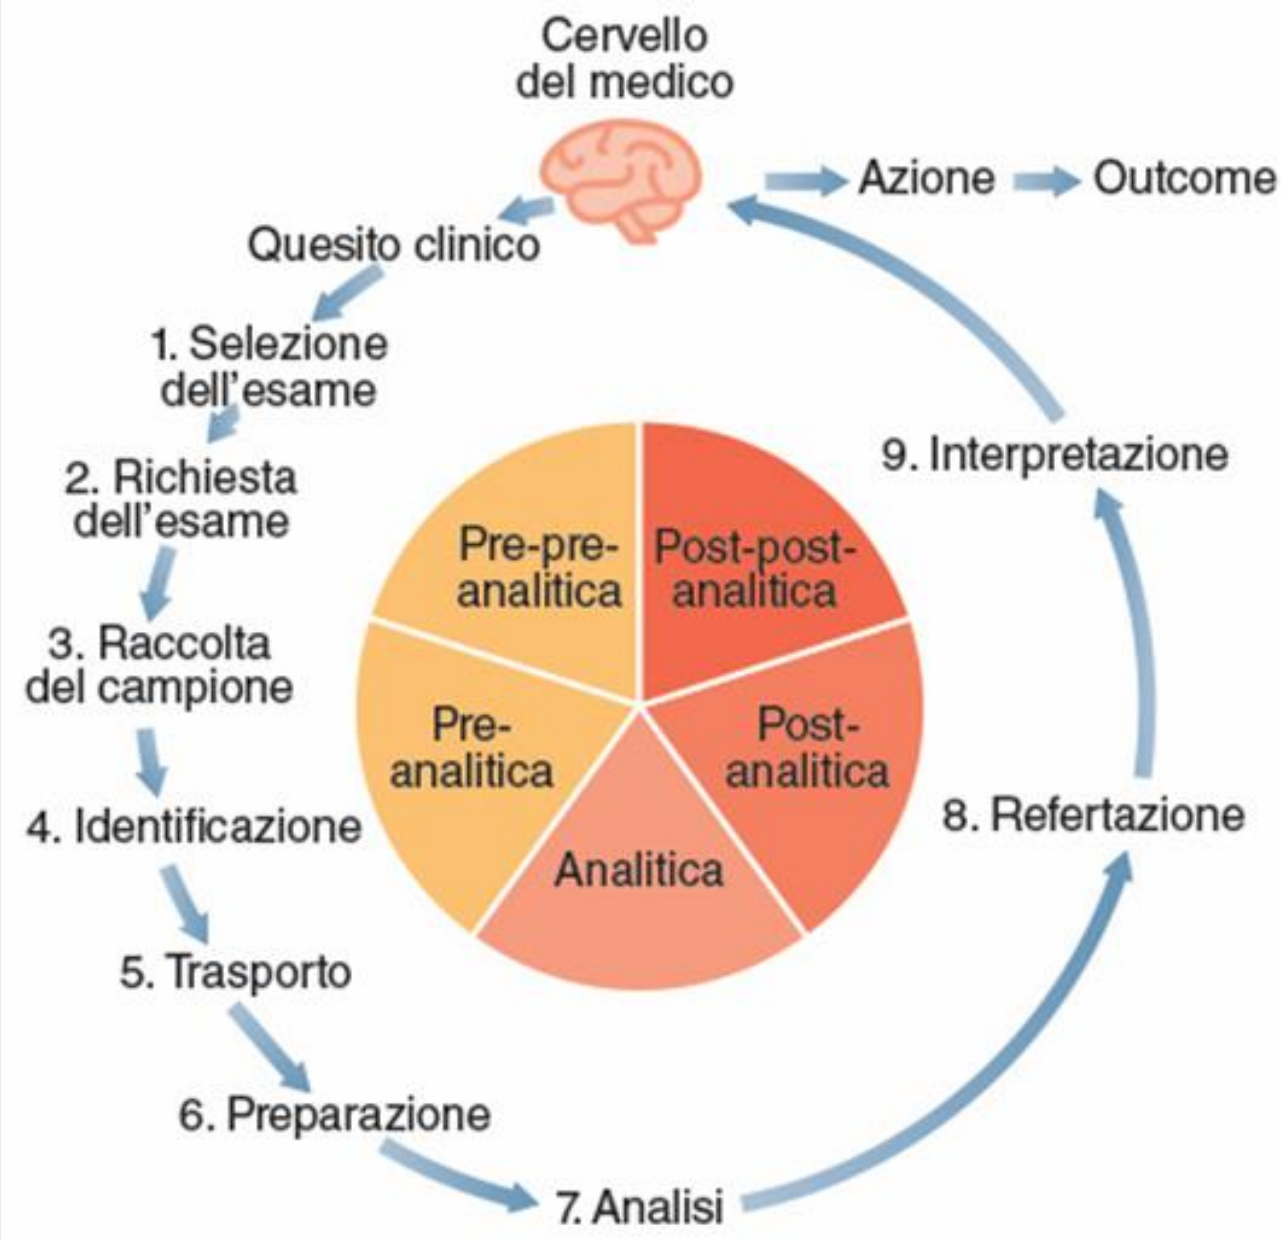 Cervello
del medico
Azione
Outcome
Quesito clinico
1. Selezione
dell'esame
2. Richiesta
dell'esame
3. Raccolta
del campione
4. Identificazione
5. Trasporto
6. Preparazione
7. Analisi
8. Refertazione
9. Interpretazione
Pre-pre-
analitica
Pre-
analitica
Analitica
Post-
analitica
Post-post-
analitica